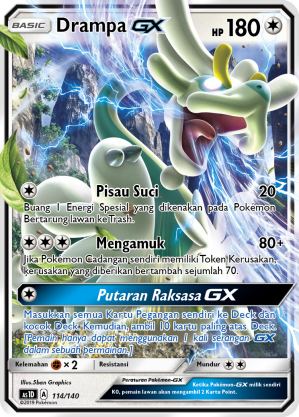 BASIC Drampa GX HP 180
Pisau Suci 20
Buang 1 Energi Spesial yang dikenakan pada Pokémon
Bertarung lawan ke Trash.
Mengamuk 80+
Jika Pokémon Cadangan sendiri memiliki Token Kerusakan,
kerusakan yang diberikan bertambah sejumlah 70.
Putaran Raksasa GX
Masukkan semua Kartu Pegangan sendiri ke Deck dan
kocok Deck. Kemudian, ambil 10 kartu paling atas Deck.
(Pemain hanya dapat menggunakan 1 kali serangan GX
dalam sebuah permainan.)
Kelemahan × 2 Resistansi Mundur
Illus. 5ban Graphics
Peraturan Pokémon-GX
AS1D A 114/140
Ketika Pokémon-GX milik sendiri
KO, pemain lawan akan mengambil 2 Kartu Point.
©2019 Pokémon